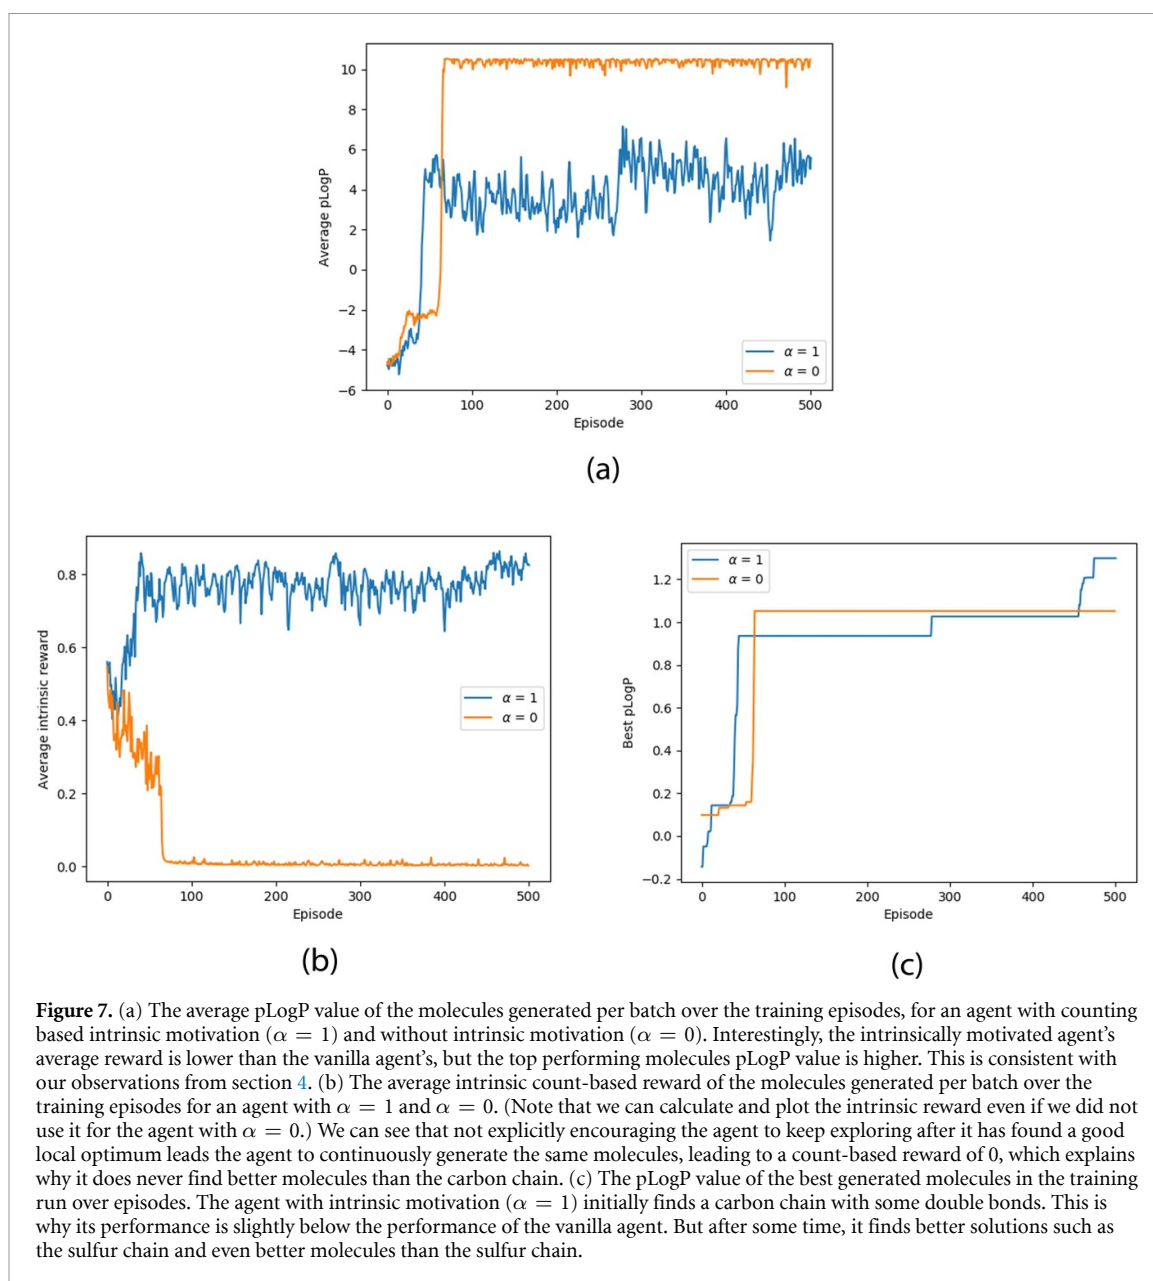 10
8
6
4
2
0
−2
−4
−6
Average pLogP
α = 1
α = 0
0 100 200 300 400 500
Episode
(a)
0.8
0.6
0.4
0.2
0.0
Average intrinsic reward
α = 1
α = 0
0 100 200 300 400 500
Episode
(b)
α = 1
α = 0
1.2
1.0
0.8
0.6
0.4
0.2
0.0
−0.2
Best pLogP
0 100 200 300 400 500
Episode
(c)
Figure 7. (a) The average pLogP value of the molecules generated per batch over the training episodes, for an agent with counting
based intrinsic motivation (α = 1) and without intrinsic motivation (α = 0). Interestingly, the intrinsically motivated agent's
average reward is lower than the vanilla agent's, but the top performing molecules pLogP value is higher. This is consistent with
our observations from section 4. (b) The average intrinsic count-based reward of the molecules generated per batch over the
training episodes for an agent with α = 1 and α = 0. (Note that we can calculate and plot the intrinsic reward even if we did not
use it for the agent with α = 0.) We can see that not explicitly encouraging the agent to keep exploring after it has found a good
local optimum leads the agent to continuously generate the same molecules, leading to a count-based reward of 0, which explains
why it does never find better molecules than the carbon chain. (c) The pLogP value of the best generated molecules in the training
run over episodes. The agent with intrinsic motivation (α = 1) initially finds a carbon chain with some double bonds. This is
why its performance is slightly below the performance of the vanilla agent. But after some time, it finds better solutions such as
the sulfur chain and even better molecules than the sulfur chain.